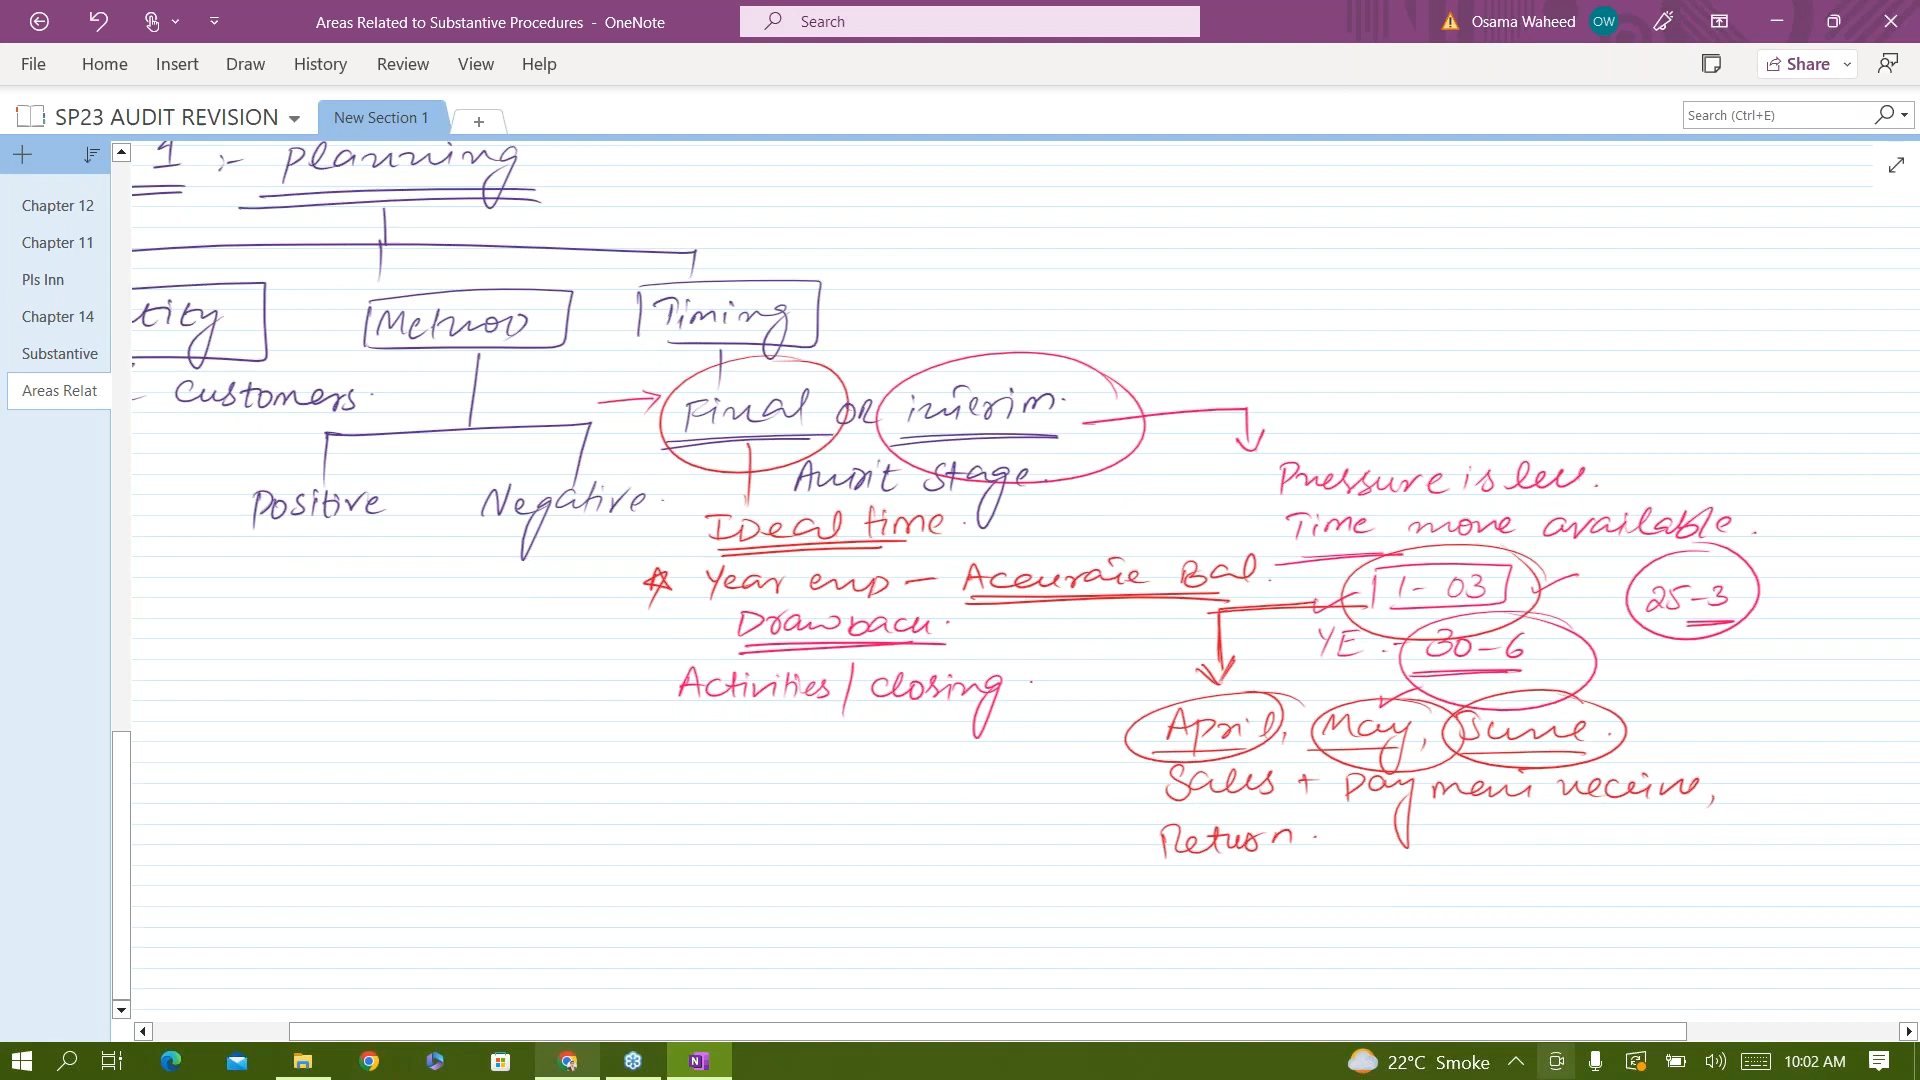 Areas Related to Substantive Procedures - OneNote
Search
Osama Waheed
OW
File Home Insert Draw History Review View Help
Share
SP23 AUDIT REVISION
New Section 1
+
Search (Ctrl+E)
Chapter 12
Chapter 11
Pls Inn
Chapter 14
Substantive
Areas Relat
1 :- Planning
tity
Method
Timing
Customers.
Final OR interim.
Audit Stage.
Positive
Negative.
Ideal time.
Pressure is less.
Time more available.
Year end - Accurate Bal.
1-03
25-3
Drawback.
YE :- 30-6
Activities / closing.
April, May, June.
Sales + payment receive,
Return.
22°C Smoke
10:02 AM